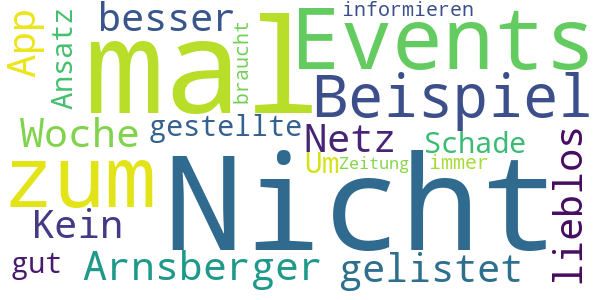 informieren
App
Ansatz
besser
braucht
mal
Events
Beispiel
Woche
gestellte
Netz
Schade
zum
Um
Zeitung
immer
Nicht
lieblos
Kein
gut
Arnsberger
gelistet